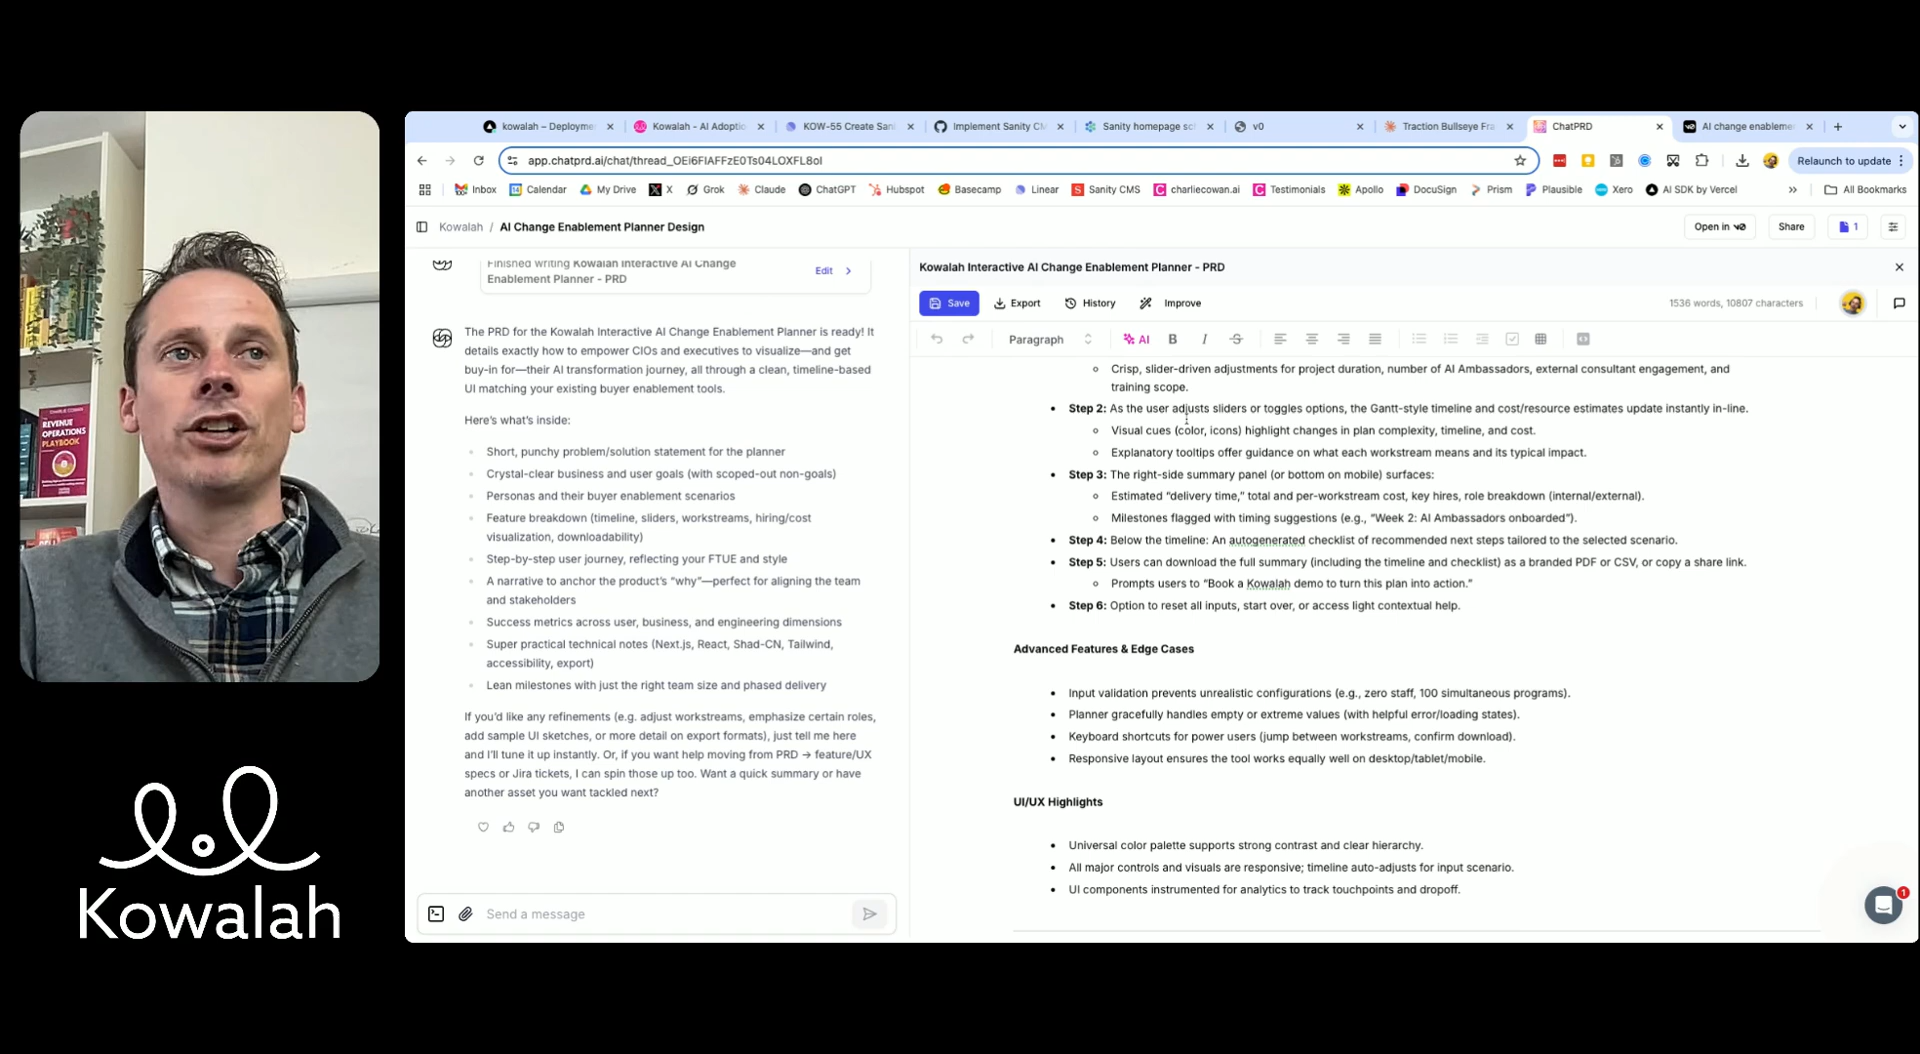 kowalah – Deployme
Kowalah - AI Adoptio
KOW-55 Create Sani
Implement Sanity CM
Sanity homepage sc
v0
Traction Bullseye Fra
ChatPRD
AI change enableme
app.chatprd.ai/chat/thread_OEi6FIAFFzE0Ts04LOXFL8oI
Relaunch to update
Inbox
Calendar
My Drive
X
Grok
Claude
ChatGPT
Hubspot
Basecamp
Linear
Sanity CMS
charliecowan.ai
Testimonials
Apollo
DocuSign
Prism
Plausible
Xero
AI SDK by Vercel
All Bookmarks
Kowalah / AI Change Enablement Planner Design
Open in v0
Share
1
Finished writing Kowalah Interactive AI Change
Enablement Planner - PRD
Edit
The PRD for the Kowalah Interactive AI Change Enablement Planner is ready! It
details exactly how to empower CIOs and executives to visualize—and get
buy-in for—their AI transformation journey, all through a clean, timeline-based
UI matching your existing buyer enablement tools.
Here's what's inside:
Short, punchy problem/solution statement for the planner
Crystal-clear business and user goals (with scoped-out non-goals)
Personas and their buyer enablement scenarios
Feature breakdown (timeline, sliders, workstreams, hiring/cost
visualization, downloadability)
Step-by-step user journey, reflecting your FTUE and style
A narrative to anchor the product's “why”—perfect for aligning the team
and stakeholders
Success metrics across user, business, and engineering dimensions
Super practical technical notes (Next.js, React, Shad-CN, Tailwind,
accessibility, export)
Lean milestones with just the right team size and phased delivery
If you'd like any refinements (e.g. adjust workstreams, emphasize certain roles,
add sample UI sketches, or more detail on export formats), just tell me here
and I'll tune it up instantly. Or, if you want help moving from PRD → feature/UX
specs or Jira tickets, I can spin those up too. Want a quick summary or have
another asset you want tackled next?
Send a message
Kowalah Interactive AI Change Enablement Planner - PRD
Save
Export
History
Improve
1536 words, 10807 characters
Paragraph
AI
B
I
S
Crisp, slider-driven adjustments for project duration, number of AI Ambassadors, external consultant engagement, and
training scope.
Step 2: As the user adjusts sliders or toggles options, the Gantt-style timeline and cost/resource estimates update instantly in-line.
Visual cues (color, icons) highlight changes in plan complexity, timeline, and cost.
Explanatory tooltips offer guidance on what each workstream means and its typical impact.
Step 3: The right-side summary panel (or bottom on mobile) surfaces:
Estimated “delivery time,” total and per-workstream cost, key hires, role breakdown (internal/external).
Milestones flagged with timing suggestions (e.g., “Week 2: AI Ambassadors onboarded”).
Step 4: Below the timeline: An autogenerated checklist of recommended next steps tailored to the selected scenario.
Step 5: Users can download the full summary (including the timeline and checklist) as a branded PDF or CSV, or copy a share link.
Prompts users to “Book a Kowalah demo to turn this plan into action.”
Step 6: Option to reset all inputs, start over, or access light contextual help.
Advanced Features & Edge Cases
Input validation prevents unrealistic configurations (e.g., zero staff, 100 simultaneous programs).
Planner gracefully handles empty or extreme values (with helpful error/loading states).
Keyboard shortcuts for power users (jump between workstreams, confirm download).
Responsive layout ensures the tool works equally well on desktop/tablet/mobile.
UI/UX Highlights
Universal color palette supports strong contrast and clear hierarchy.
All major controls and visuals are responsive; timeline auto-adjusts for input scenario.
UI components instrumented for analytics to track touchpoints and dropoff.
1
REVENUE
OPERATIONS
PLAYBOOK
Kowalah